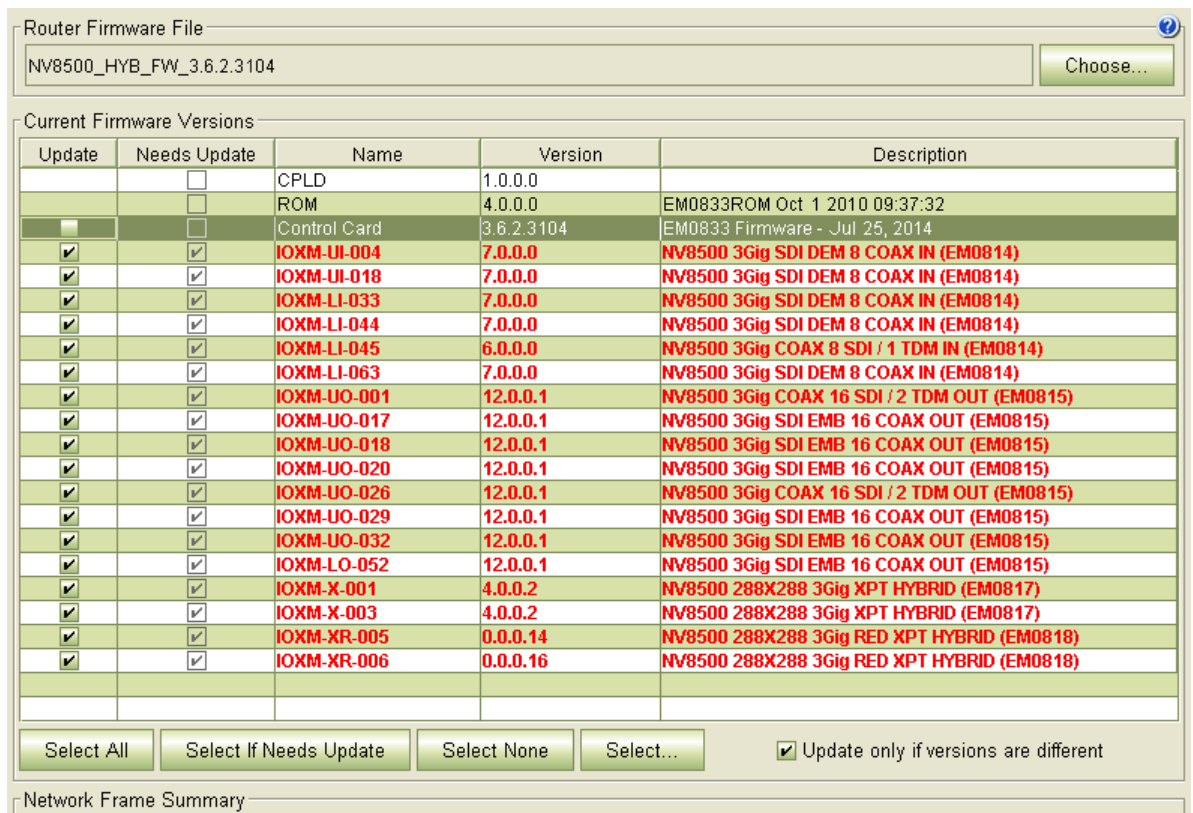 Router Firmware File
NV8500_HYB_FW_3.6.2.3104 Choose...
Current Firmware Versions
Update Needs Update Name Version Description
CPLD 1.0.0.0
ROM 4.0.0.0 EM0833ROM Oct 1 2010 09:37:32
Control Card 3.6.2.3104 EM0833 Firmware - Jul 25, 2014
IOXM-UI-004 7.0.0.0 NV8500 3Gig SDI DEM 8 COAX IN (EM0814)
IOXM-UI-018 7.0.0.0 NV8500 3Gig SDI DEM 8 COAX IN (EM0814)
IOXM-LI-033 7.0.0.0 NV8500 3Gig SDI DEM 8 COAX IN (EM0814)
IOXM-LI-044 7.0.0.0 NV8500 3Gig SDI DEM 8 COAX IN (EM0814)
IOXM-LI-045 6.0.0.0 NV8500 3Gig COAX 8 SDI / 1 TDM IN (EM0814)
IOXM-LI-063 7.0.0.0 NV8500 3Gig SDI DEM 8 COAX IN (EM0814)
IOXM-UO-001 12.0.0.1 NV8500 3Gig COAX 16 SDI / 2 TDM OUT (EM0815)
IOXM-UO-017 12.0.0.1 NV8500 3Gig SDI EMB 16 COAX OUT (EM0815)
IOXM-UO-018 12.0.0.1 NV8500 3Gig SDI EMB 16 COAX OUT (EM0815)
IOXM-UO-020 12.0.0.1 NV8500 3Gig SDI EMB 16 COAX OUT (EM0815)
IOXM-UO-026 12.0.0.1 NV8500 3Gig COAX 16 SDI / 2 TDM OUT (EM0815)
IOXM-UO-029 12.0.0.1 NV8500 3Gig SDI EMB 16 COAX OUT (EM0815)
IOXM-UO-032 12.0.0.1 NV8500 3Gig SDI EMB 16 COAX OUT (EM0815)
IOXM-LO-052 12.0.0.1 NV8500 3Gig SDI EMB 16 COAX OUT (EM0815)
IOXM-X-001 4.0.0.2 NV8500 288X288 3Gig XPT HYBRID (EM0817)
IOXM-X-003 4.0.0.2 NV8500 288X288 3Gig XPT HYBRID (EM0817)
IOXM-XR-005 0.0.0.14 NV8500 288X288 3Gig RED XPT HYBRID (EM0818)
IOXM-XR-006 0.0.0.16 NV8500 288X288 3Gig RED XPT HYBRID (EM0818)
Select All Select If Needs Update Select None Select... Update only if versions are different
Network Frame Summary